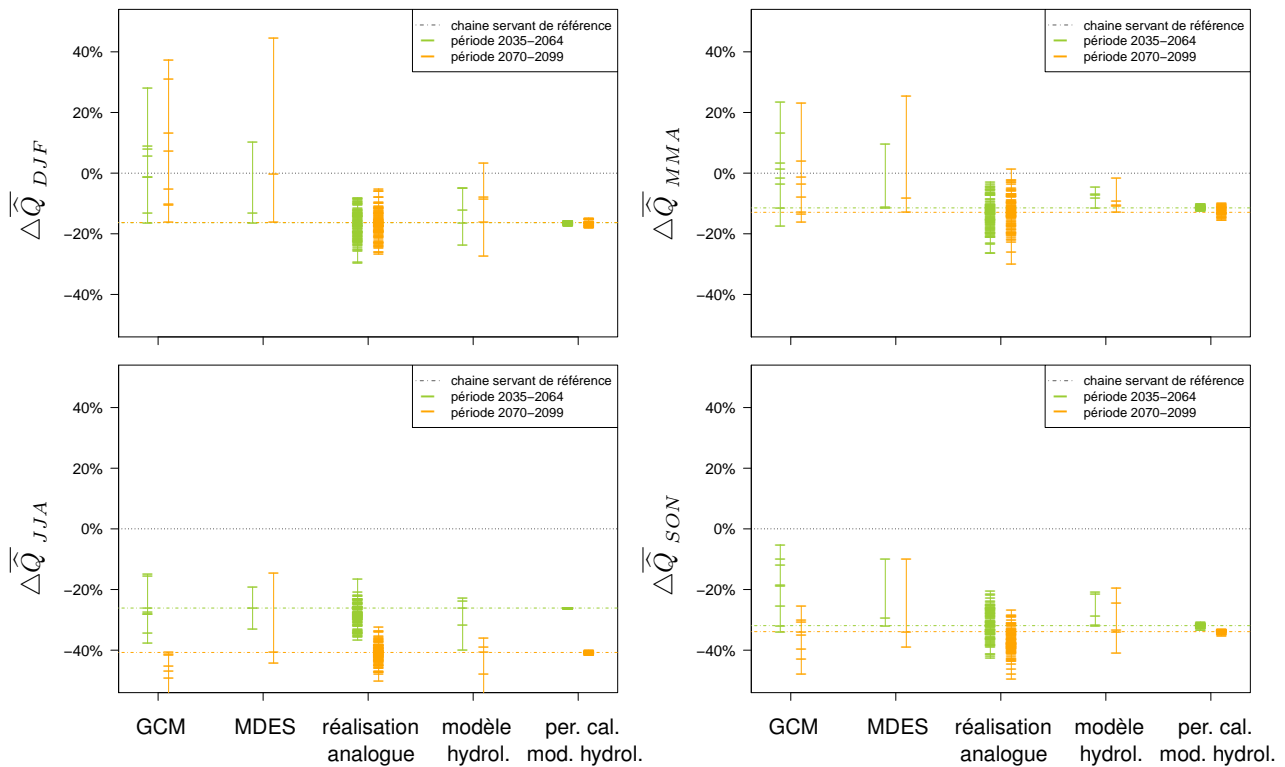 △Q̂ DJF
40%
20%
0%
−20%
−40%
chaine servant de référence
période 2035−2064
période 2070−2099
△Q̂ MMA
40%
20%
0%
−20%
−40%
chaine servant de référence
période 2035−2064
période 2070−2099
△Q̂ JJA
40%
20%
0%
−20%
−40%
chaine servant de référence
période 2035−2064
période 2070−2099
GCM
MDES
réalisation
analogue
modèle
hydrol.
per. cal.
mod. hydrol.
△Q̂ SON
40%
20%
0%
−20%
−40%
chaine servant de référence
période 2035−2064
période 2070−2099
GCM
MDES
réalisation
analogue
modèle
hydrol.
per. cal.
mod. hydrol.